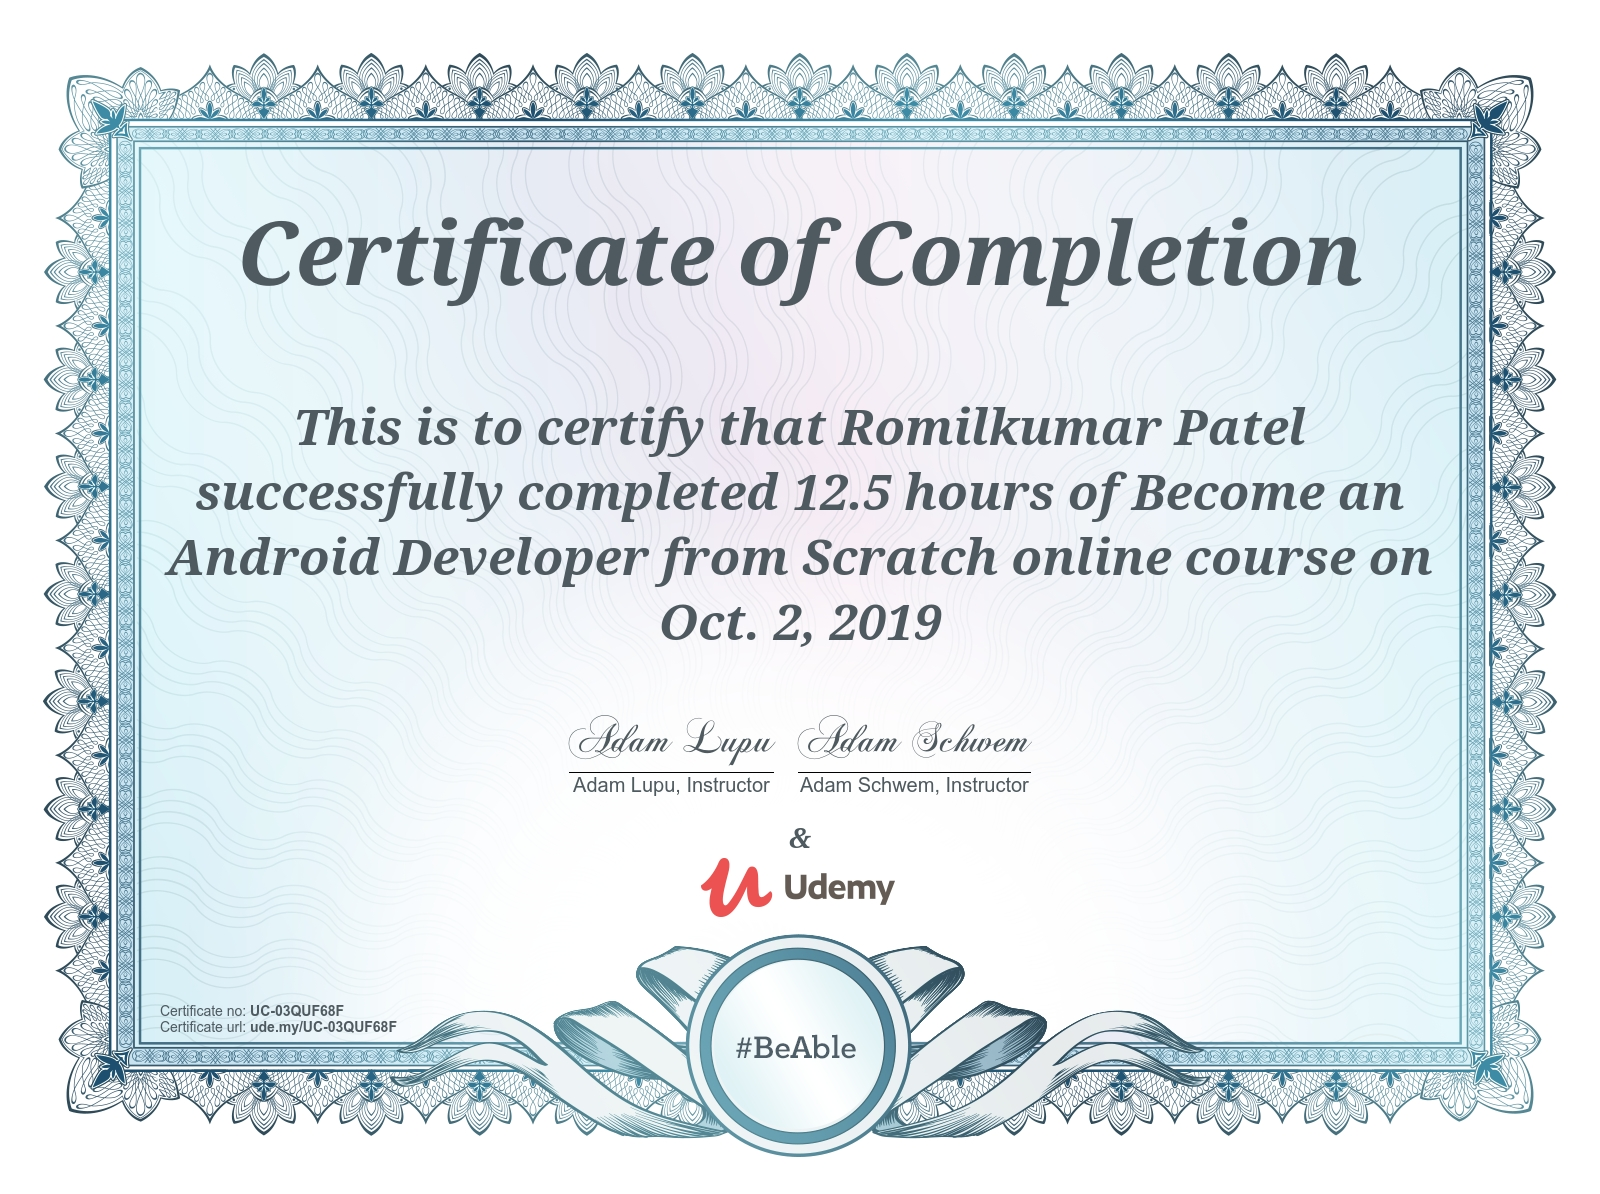 Certificate of Completion
This is to certify that Romilkumar Patel
successfully completed 12.5 hours of Become an
Android Developer from Scratch online course on
Oct. 2, 2019
Adam Lupu Adam Schwem
Adam Lupu, Instructor Adam Schwem, Instructor
&
Udemy
Certificate no: UC-03QUF68F
Certificate url: ude.my/UC-03QUF68F
#BeAble